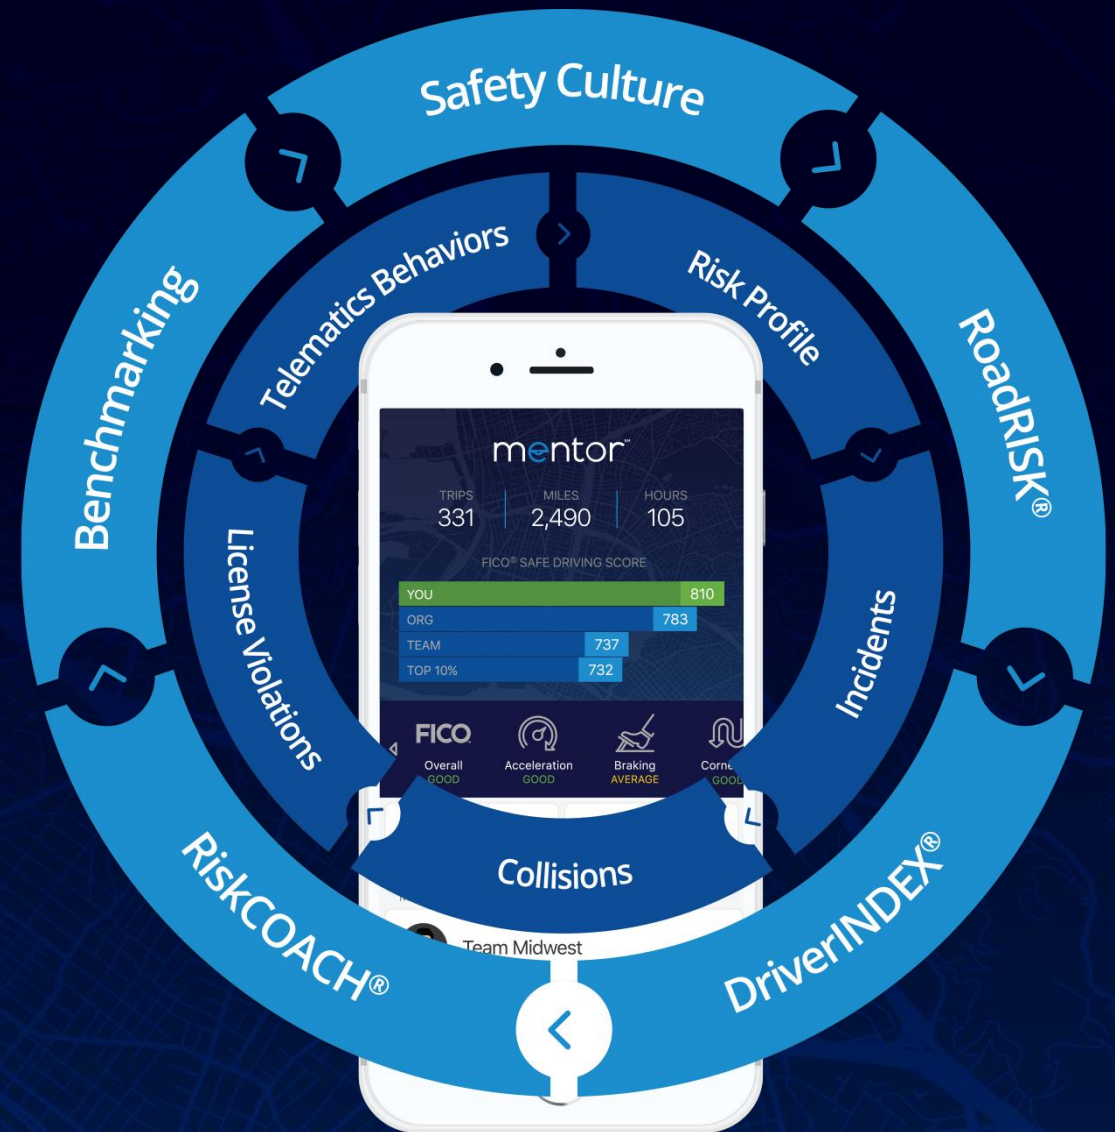 Safety Culture
RoadRISK®
DriverINDEX®
RiskCOACH®
Benchmarking
Telematics Behaviors
Risk Profile
Incidents
Collisions
License Violations
mentor℠
TRIPS
331
MILES
2,490
HOURS
105
FICO® SAFE DRIVING SCORE
YOU 810
ORG 783
TEAM 737
TOP 10% 732
FICO
Overall
GOOD
Acceleration
GOOD
Braking
AVERAGE
GOOD
Team Midwest